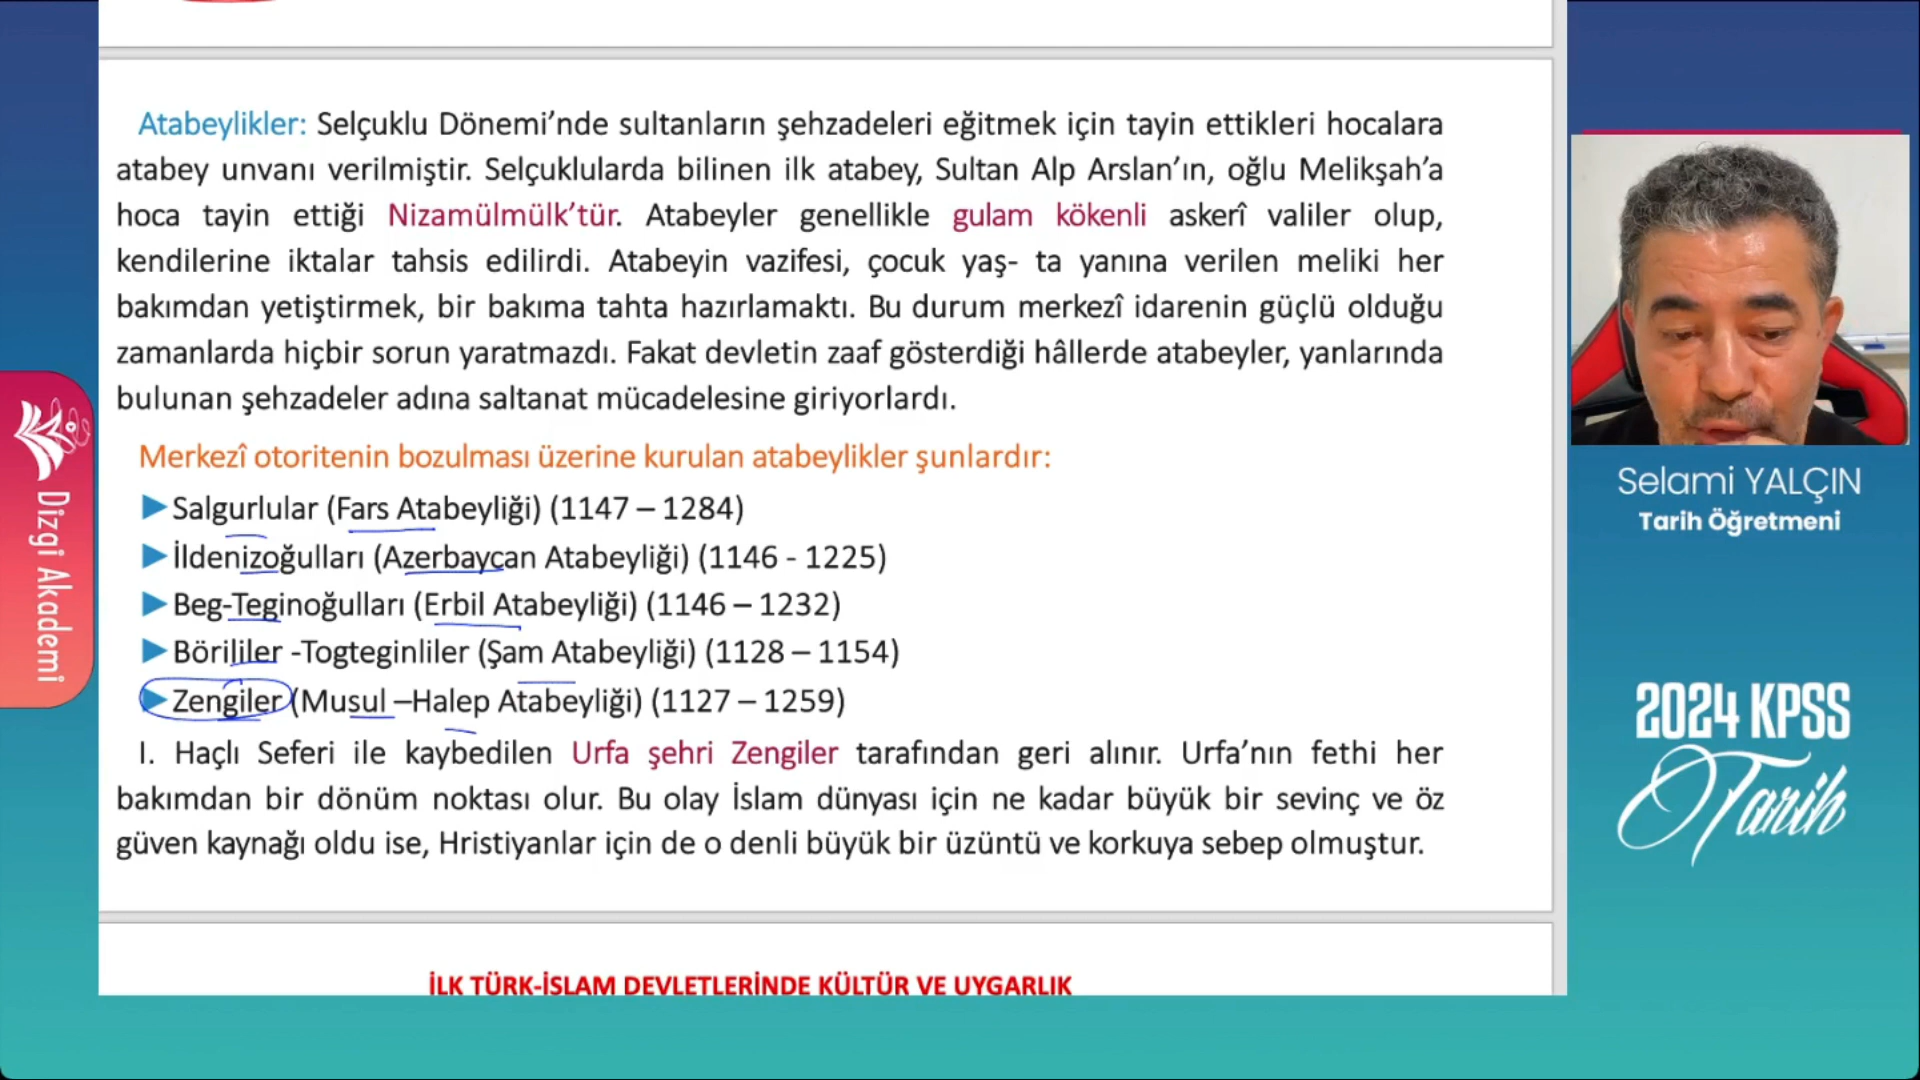 Atabeylikler: Selçuklu Dönemi’nde sultanların şehzadeleri eğitmek için tayin ettikleri hocalara
atabey unvanı verilmiştir. Selçuklularda bilinen ilk atabey, Sultan Alp Arslan’ın, oğlu Melikşah’a
hoca tayin ettiği Nizamülmülk’tür. Atabeyler genellikle gulam kökenli askerî valiler olup,
kendilerine iktalar tahsis edilirdi. Atabeyin vazifesi, çocuk yaş- ta yanına verilen meliki her
bakımdan yetiştirmek, bir bakıma tahta hazırlamaktı. Bu durum merkezî idarenin güçlü olduğu
zamanlarda hiçbir sorun yaratmazdı. Fakat devletin zaaf gösterdiği hâllerde atabeyler, yanlarında
bulunan şehzadeler adına saltanat mücadelesine giriyorlardı.
Merkezî otoritenin bozulması üzerine kurulan atabeylikler şunlardır:
Salgurlular (Fars Atabeyliği) (1147 – 1284)
İldenizoğulları (Azerbaycan Atabeyliği) (1146 - 1225)
Beg-Teginoğulları (Erbil Atabeyliği) (1146 – 1232)
Börililer -Togteginliler (Şam Atabeyliği) (1128 – 1154)
Zengiler (Musul –Halep Atabeyliği) (1127 – 1259)
I. Haçlı Seferi ile kaybedilen Urfa şehri Zengiler tarafından geri alınır. Urfa’nın fethi her
bakımdan bir dönüm noktası olur. Bu olay İslam dünyası için ne kadar büyük bir sevinç ve öz
güven kaynağı oldu ise, Hristiyanlar için de o denli büyük bir üzüntü ve korkuya sebep olmuştur.
İLK TÜRK-İSLAM DEVLETLERİNDE KÜLTÜR VE UYGARLIK
Dizgi Akademi
Selami YALÇIN
Tarih Öğretmeni
2024 KPSS
Tarih